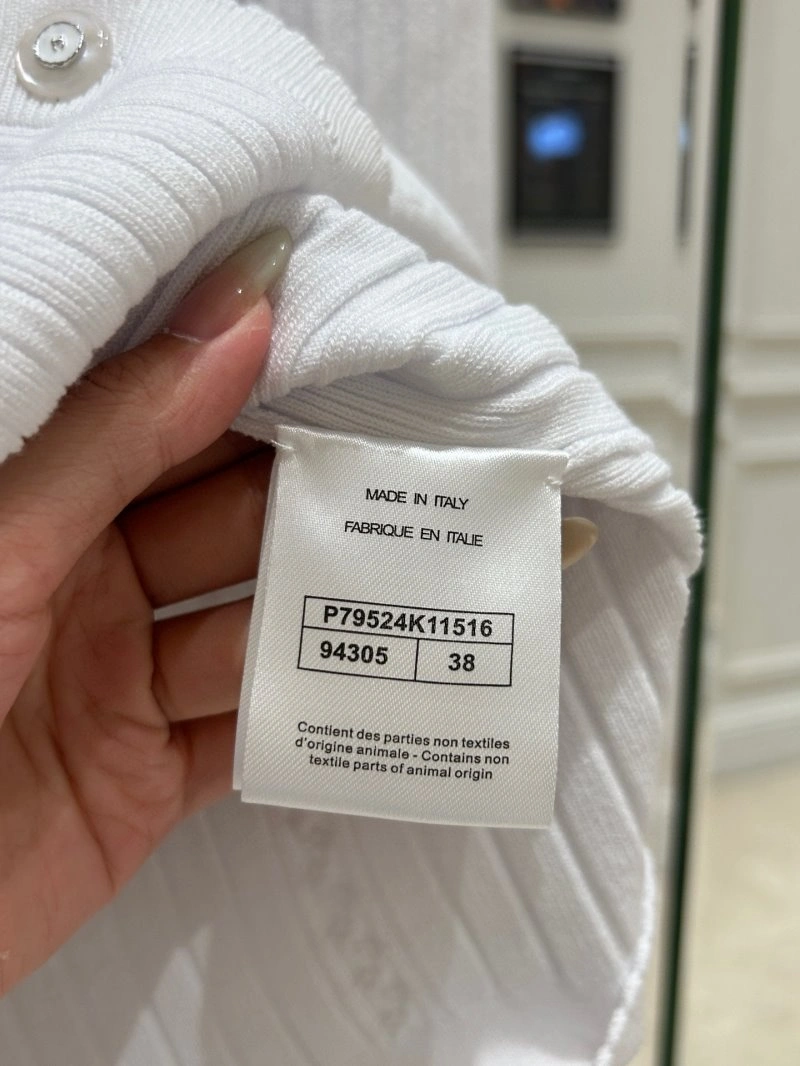 MADE IN ITALY
FABRIQUE EN ITALIE
P79524K11516
94305 38
Contient des parties non textiles
d'origine animale - Contains non
textile parts of animal origin